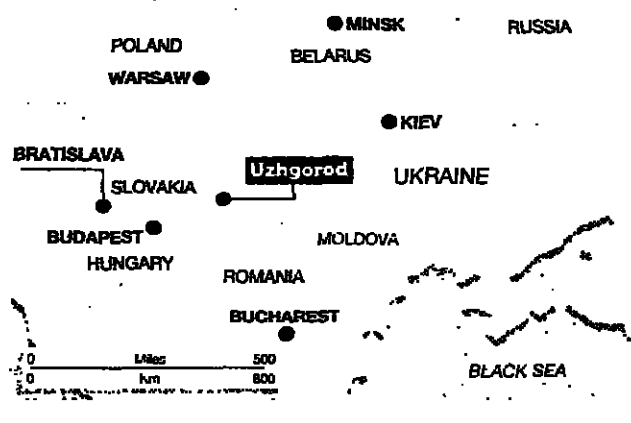 MINSK
RUSSIA
POLAND
BELARUS
WARSAW
KIEV
BRATISLAVA
Uzhgorod
UKRAINE
SLOVAKIA
BUDAPEST
MOLDOVA
HUNGARY
ROMANIA
BUCHAREST
0 Miles 500
0 km 800
BLACK SEA